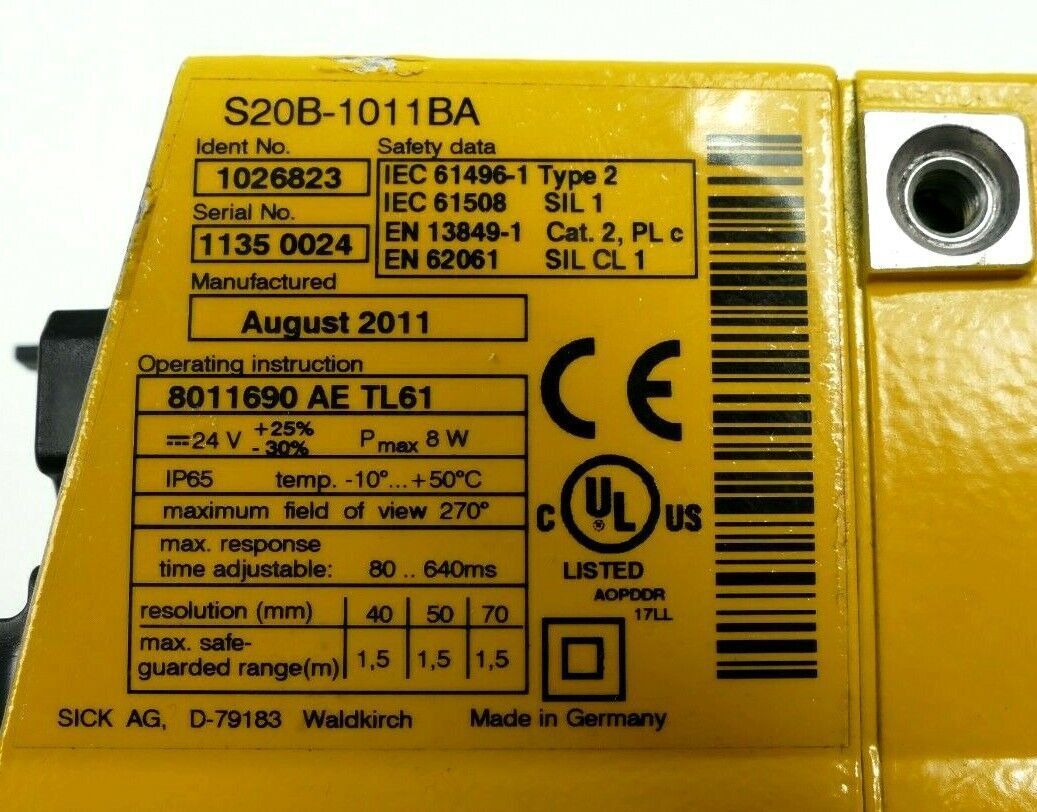 S20B-1011BA
Ident No.
1026823
Serial No.
1135 0024
Safety data
IEC 61496-1 Type 2
IEC 61508 SIL 1
EN 13849-1 Cat. 2, PL c
EN 62061 SIL CL 1
Manufactured
August 2011
Operating instruction
8011690 AE TL61
24 V +25% - 30% Pmax 8 W
IP65 temp. -10°...+50°C
maximum field of view 270°
max. response
time adjustable: 80 .. 640ms
resolution (mm) 40 50 70
max. safe-
guarded range(m) 1,5 1,5 1,5
CE
C UL US
LISTED
AOPDDR
17LL
SICK AG, D-79183 Waldkirch Made in Germany